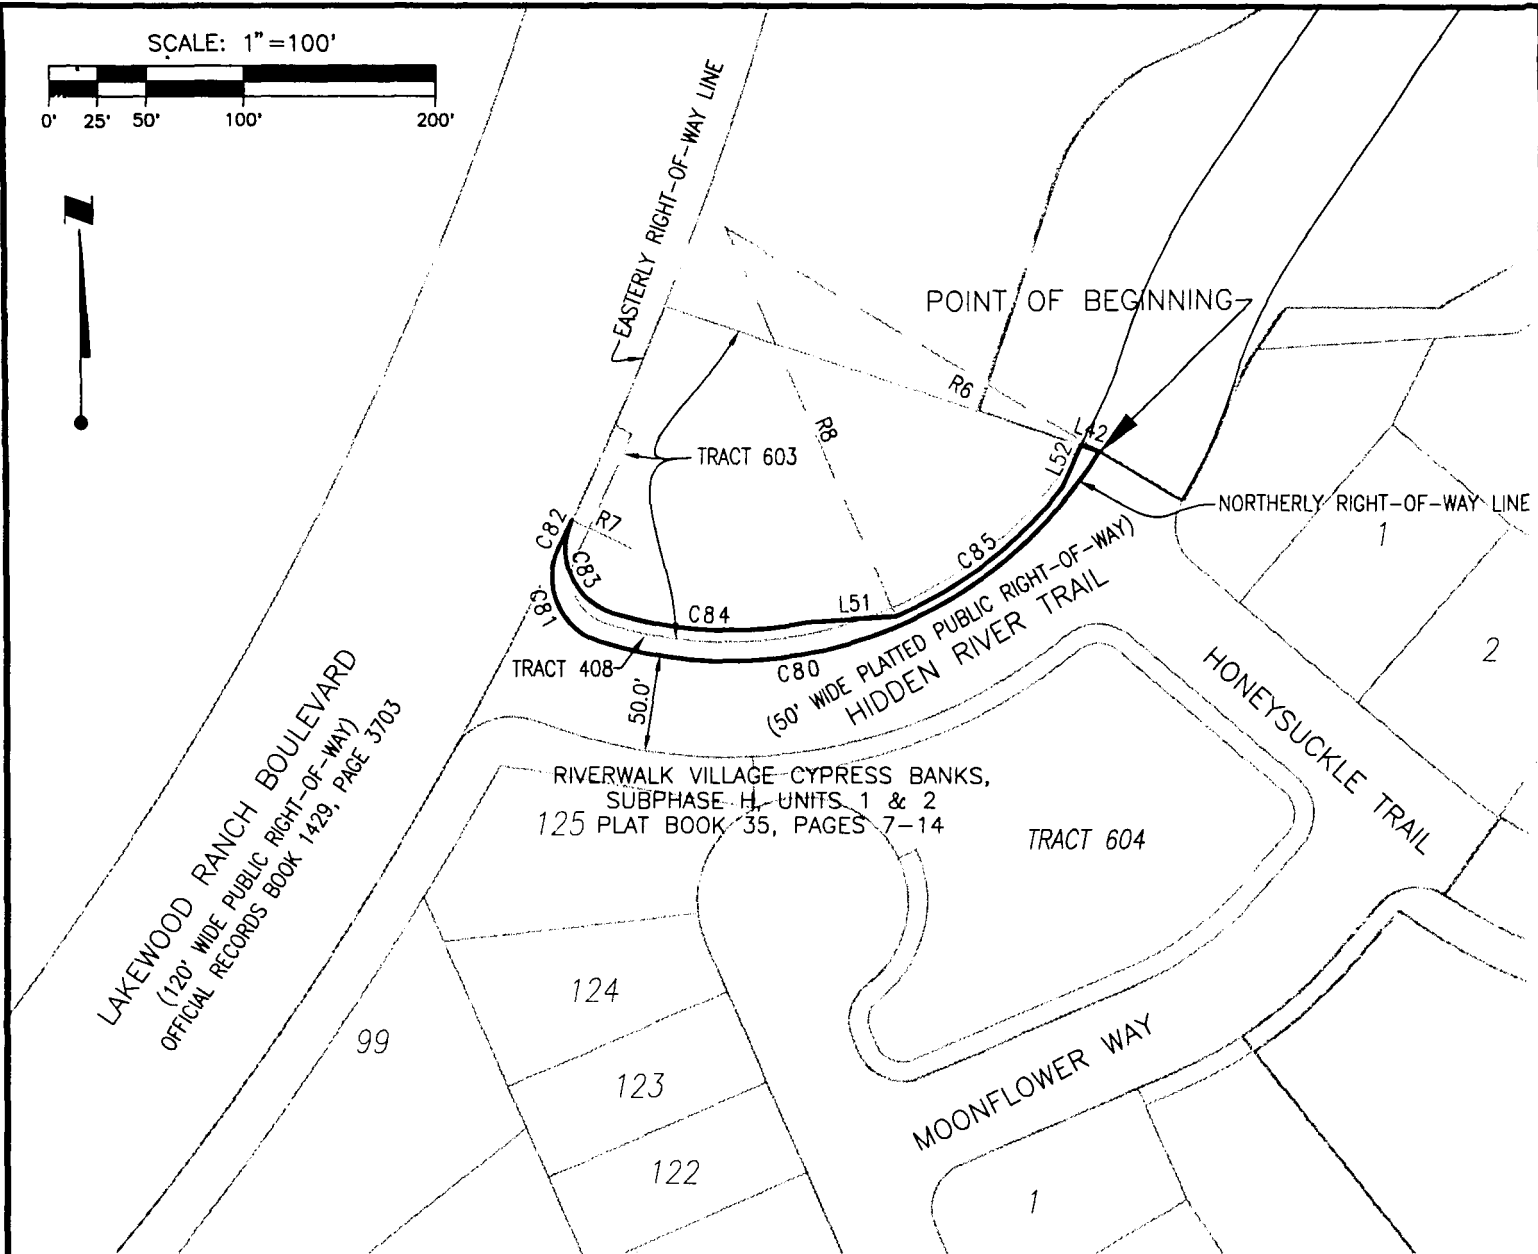 SCALE: 1"=100'
0' 25' 50' 100' 200'
EASTERLY RIGHT-OF-WAY LINE
POINT OF BEGINNING
R6
L42
R8
L52
TRACT 603
NORTHERLY RIGHT-OF-WAY LINE
1
C82
R7
C83
C85
C81
C84
L51
TRACT 408
C80
50.0'
(50' WIDE PLATTED PUBLIC RIGHT-OF-WAY)
HIDDEN RIVER TRAIL
2
HONEYSUCKLE TRAIL
LAKEWOOD RANCH BOULEVARD
(120' WIDE PUBLIC RIGHT-OF-WAY)
OFFICIAL RECORDS BOOK 1429, PAGE 3703
RIVERWALK VILLAGE CYPRESS BANKS,
SUBPHASE H, UNITS 1 & 2
125 PLAT BOOK 35, PAGES 7-14
TRACT 604
124
99
123
MOONFLOWER WAY
122
1